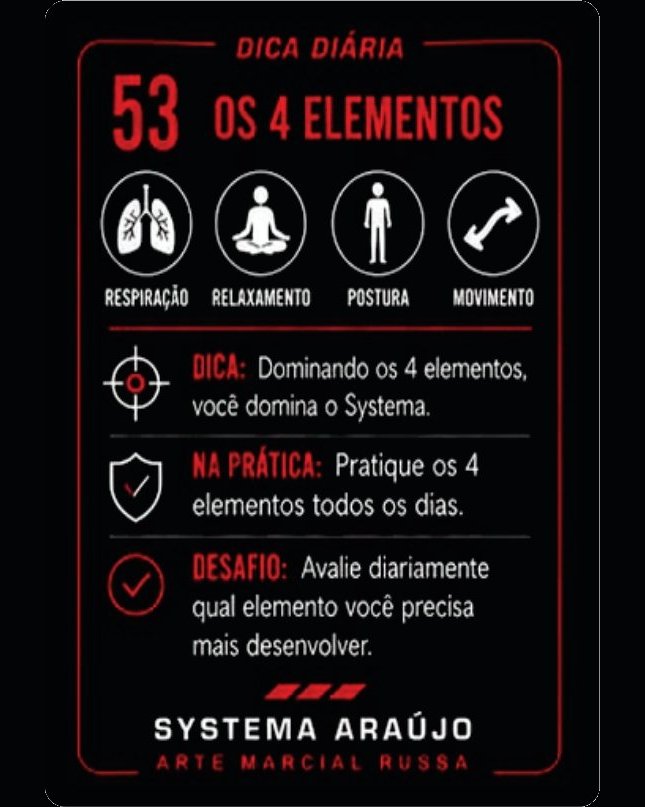 DICA DIÁRIA
53 OS 4 ELEMENTOS
RESPIRAÇÃO RELAXAMENTO POSTURA MOVIMENTO
DICA: Dominando os 4 elementos,
você domina o Systema.
NA PRÁTICA: Pratique os 4
elementos todos os dias.
DESAFIO: Avalie diariamente
qual elemento você precisa
mais desenvolver.
SYSTEMA ARAÚJO
ARTE MARCIAL RUSSA